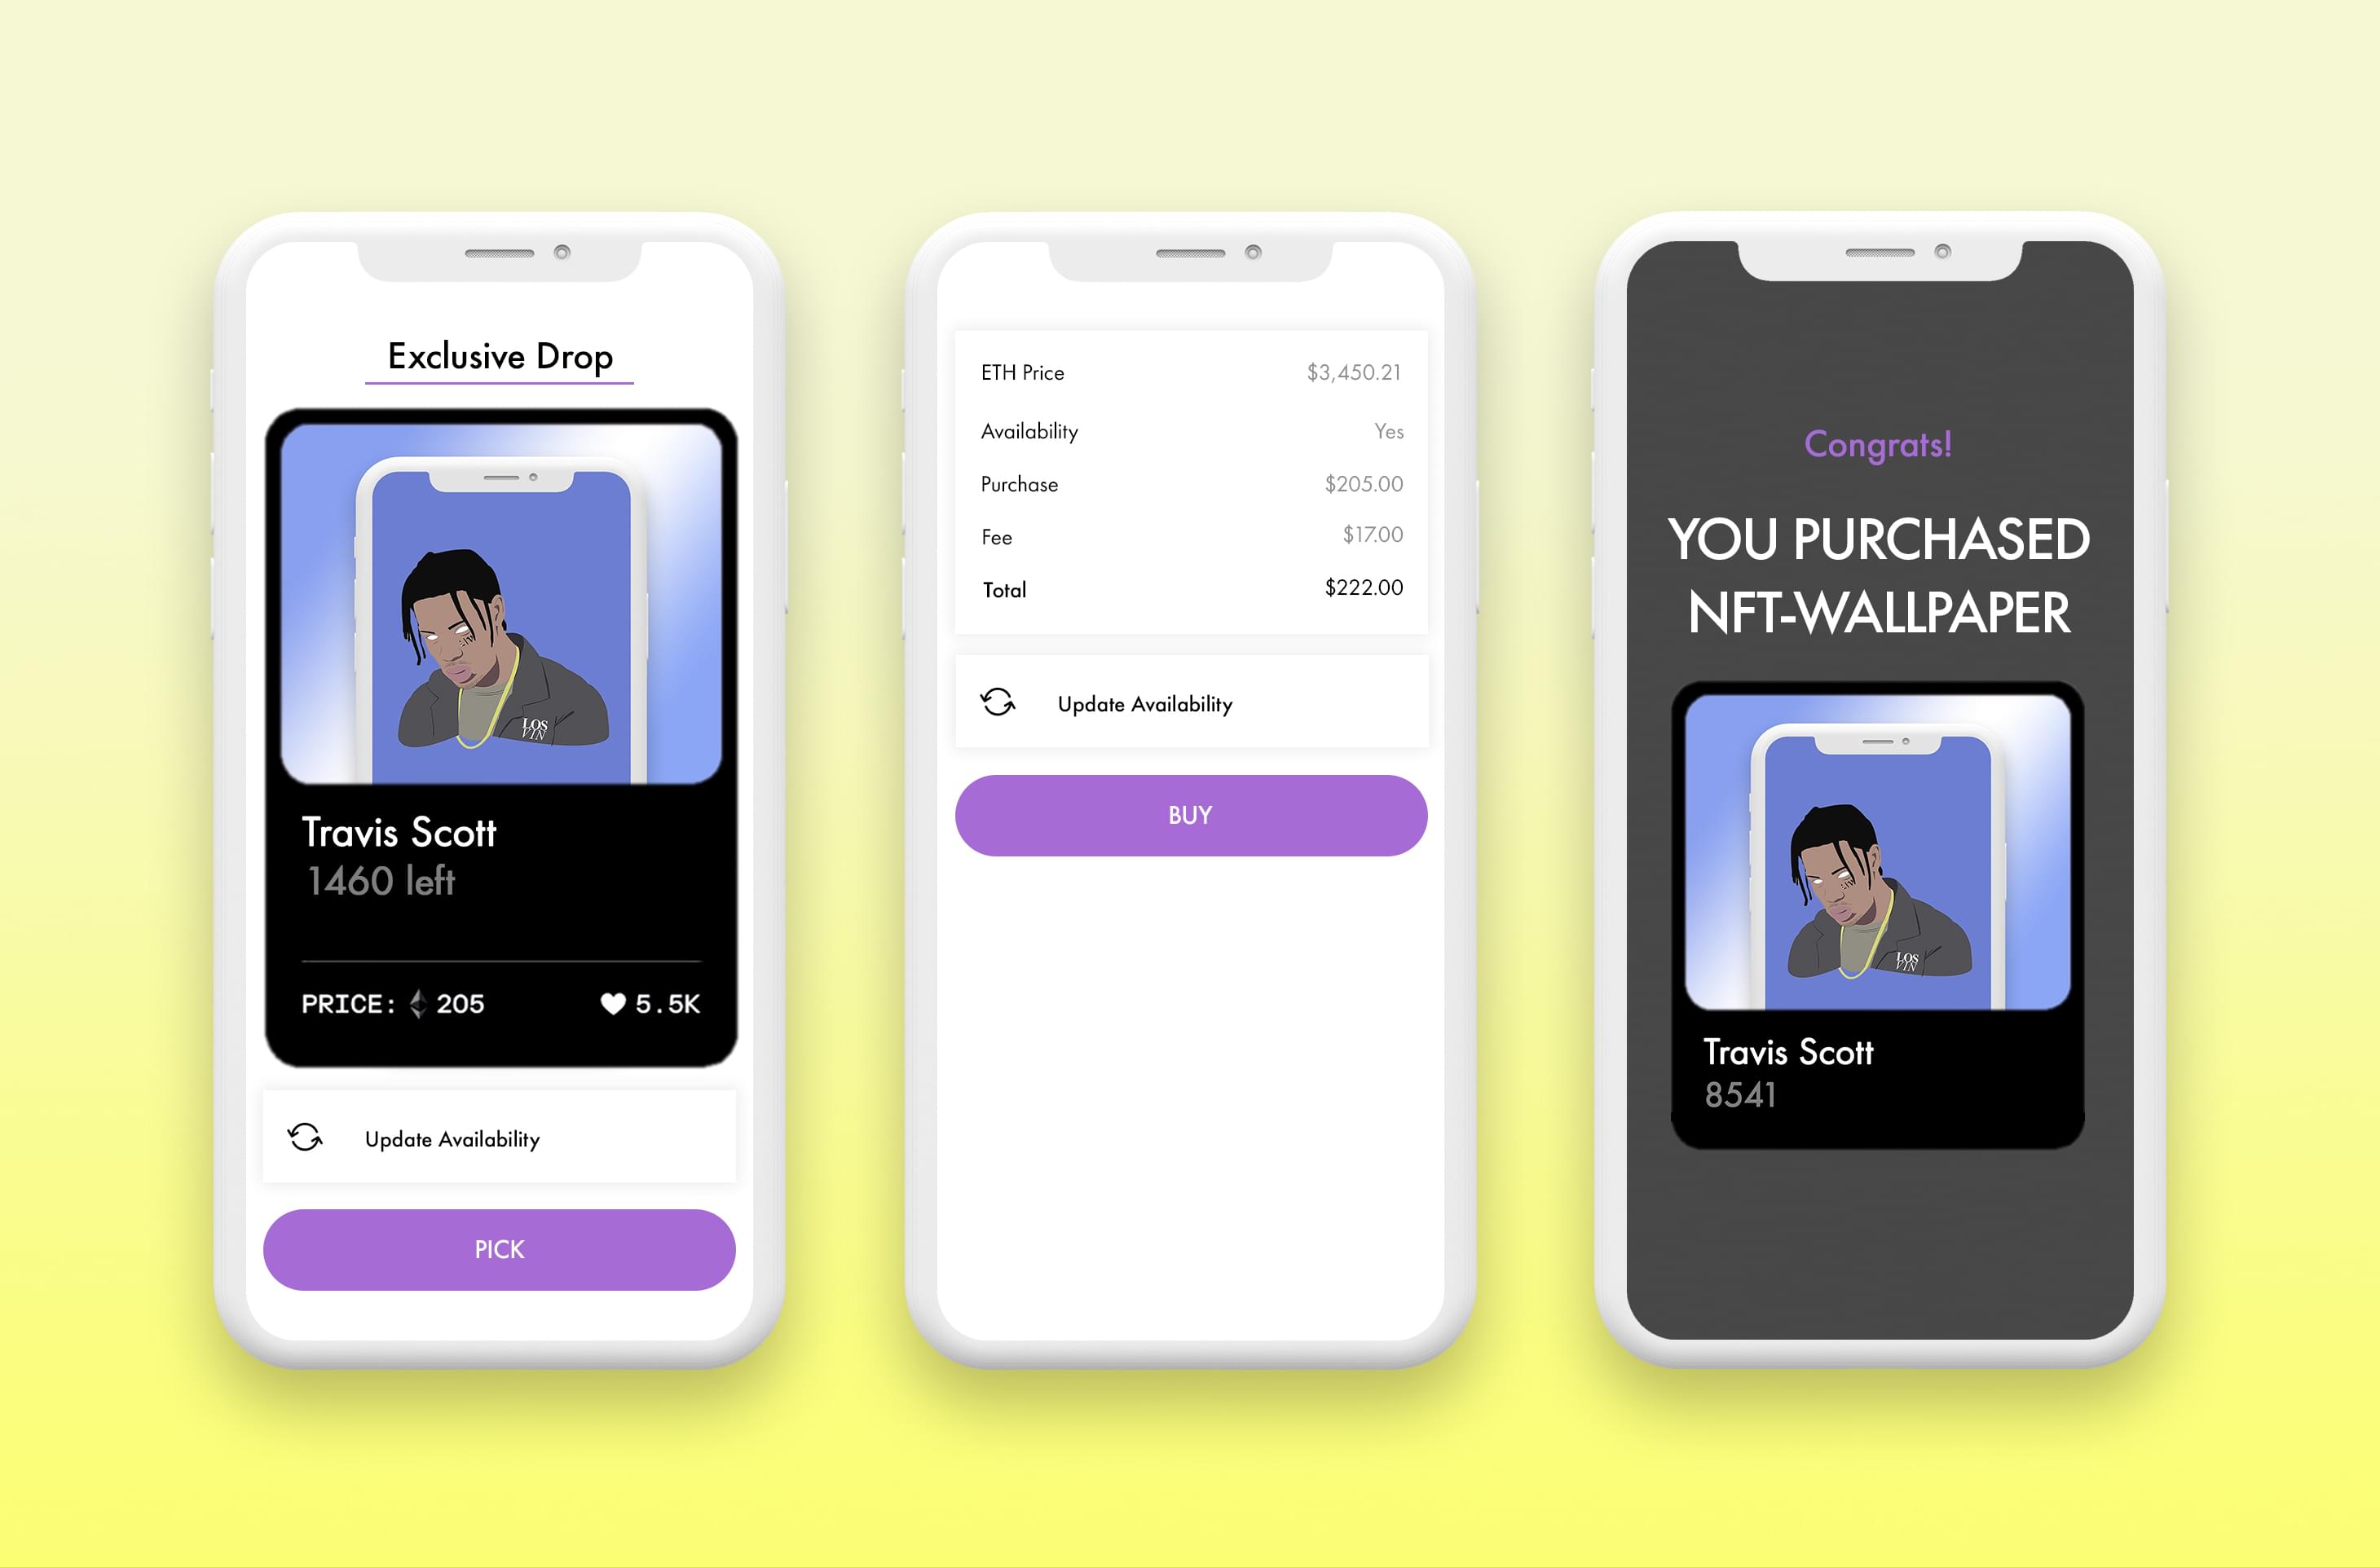 Exclusive Drop
LOS
VIN
Travis Scott
1460 left
PRICE: 205
5.5K
Update Availability
PICK
ETH Price $3,450.21
Availability Yes
Purchase $205.00
Fee $17.00
Total $222.00
Update Availability
BUY
Congrats!
YOU PURCHASED
NFT-WALLPAPER
LOS
VIN
Travis Scott
8541